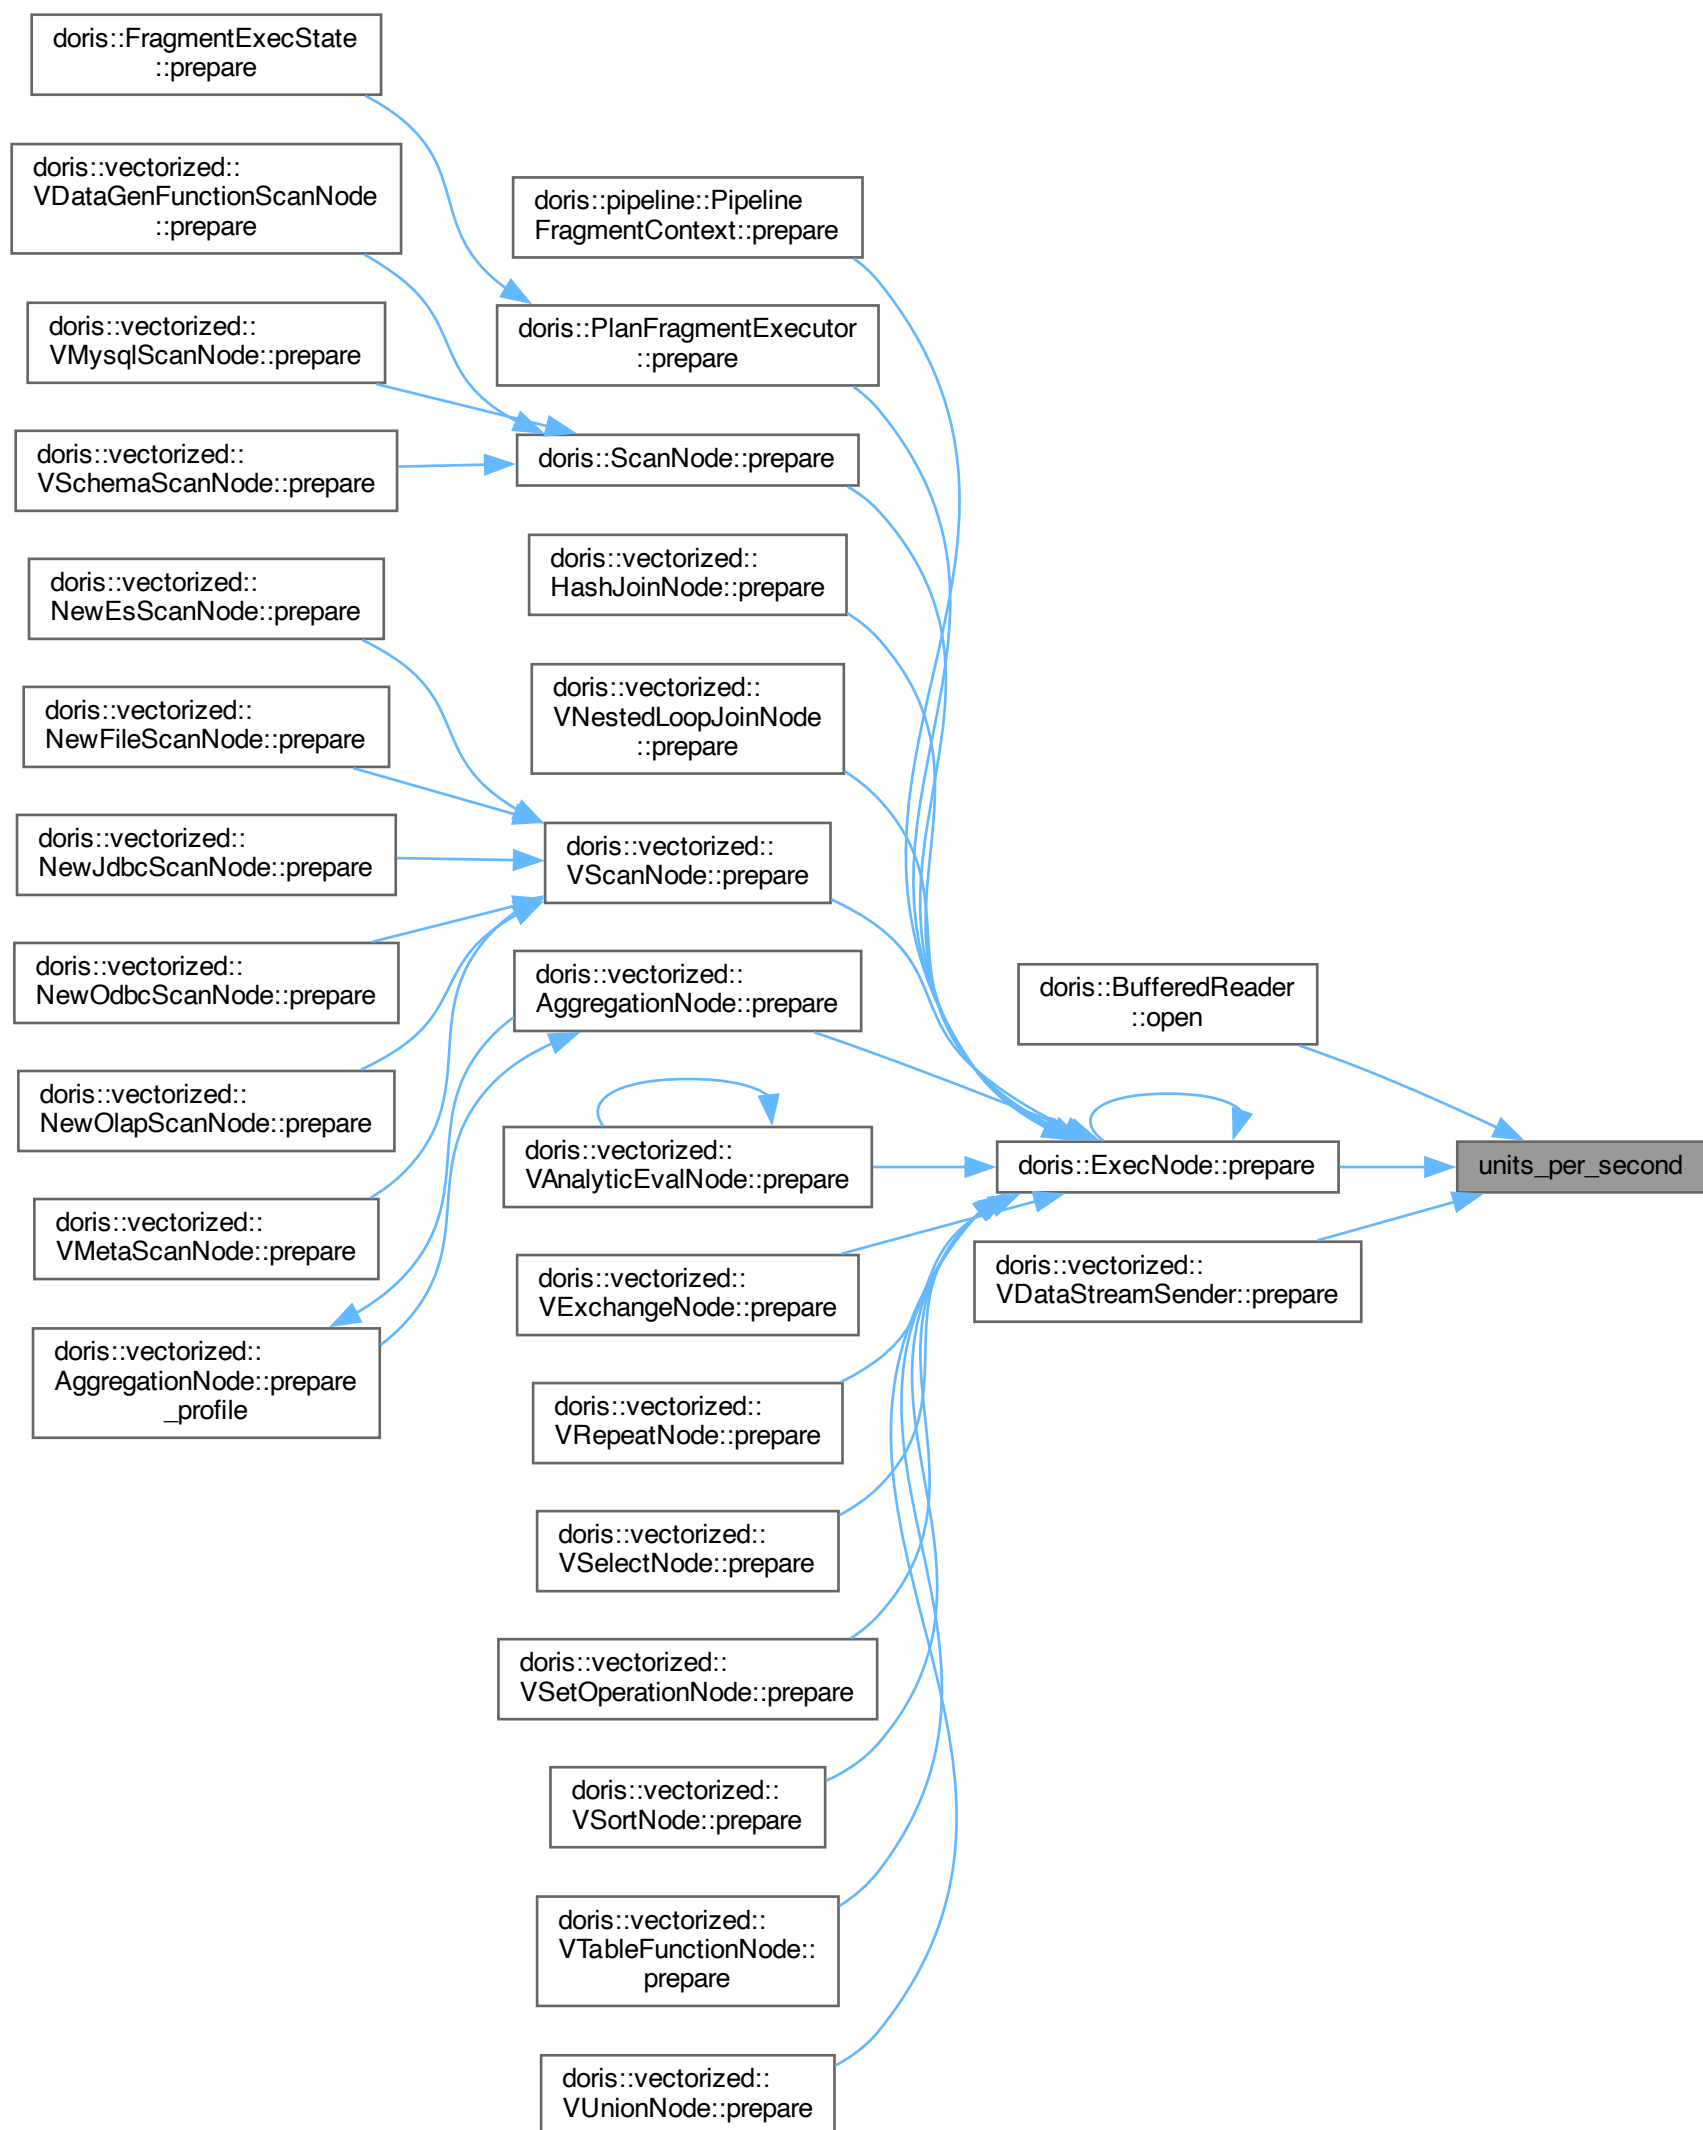 doris::FragmentExecState
::prepare
doris::vectorized::
VDataGenFunctionScanNode
::prepare
doris::vectorized::
VMysqlScanNode::prepare
doris::vectorized::
VSchemaScanNode::prepare
doris::vectorized::
NewEsScanNode::prepare
doris::vectorized::
NewFileScanNode::prepare
doris::vectorized::
NewJdbcScanNode::prepare
doris::vectorized::
NewOdbcScanNode::prepare
doris::vectorized::
NewOlapScanNode::prepare
doris::vectorized::
VMetaScanNode::prepare
doris::vectorized::
AggregationNode::prepare
_profile
doris::pipeline::Pipeline
FragmentContext::prepare
doris::PlanFragmentExecutor
::prepare
doris::ScanNode::prepare
doris::vectorized::
HashJoinNode::prepare
doris::vectorized::
VNestedLoopJoinNode
::prepare
doris::vectorized::
VScanNode::prepare
doris::vectorized::
AggregationNode::prepare
doris::vectorized::
VAnalyticEvalNode::prepare
doris::vectorized::
VExchangeNode::prepare
doris::vectorized::
VRepeatNode::prepare
doris::vectorized::
VSelectNode::prepare
doris::vectorized::
VSetOperationNode::prepare
doris::vectorized::
VSortNode::prepare
doris::vectorized::
VTableFunctionNode::
prepare
doris::vectorized::
VUnionNode::prepare
doris::BufferedReader
::open
doris::ExecNode::prepare
doris::vectorized::
VDataStreamSender::prepare
units_per_second